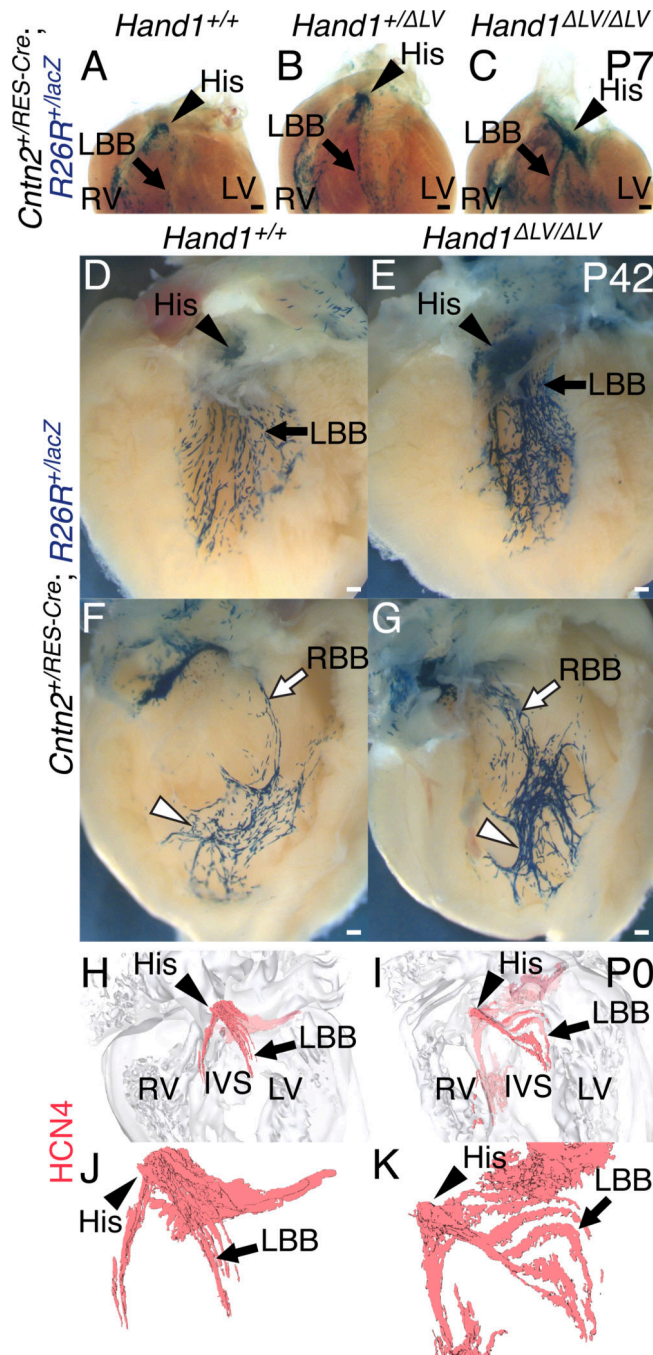 Hand1+/+ Hand1+/ΔLV Hand1ΔLV/ΔLV
Cntn2+/RES-Cre;
R26R+/lacZ
A His B His C P7
His
LBB LBB LBB
RV LV RV LV RV LV
Hand1+/+ Hand1ΔLV/ΔLV
D E P42
His His
LBB LBB
Cntn2+/RES-Cre; R26R+/lacZ
F G
RBB RBB
H I P0
His His
LBB LBB
RV IVS LV RV IVS LV
HCN4
J K
His His
LBB LBB